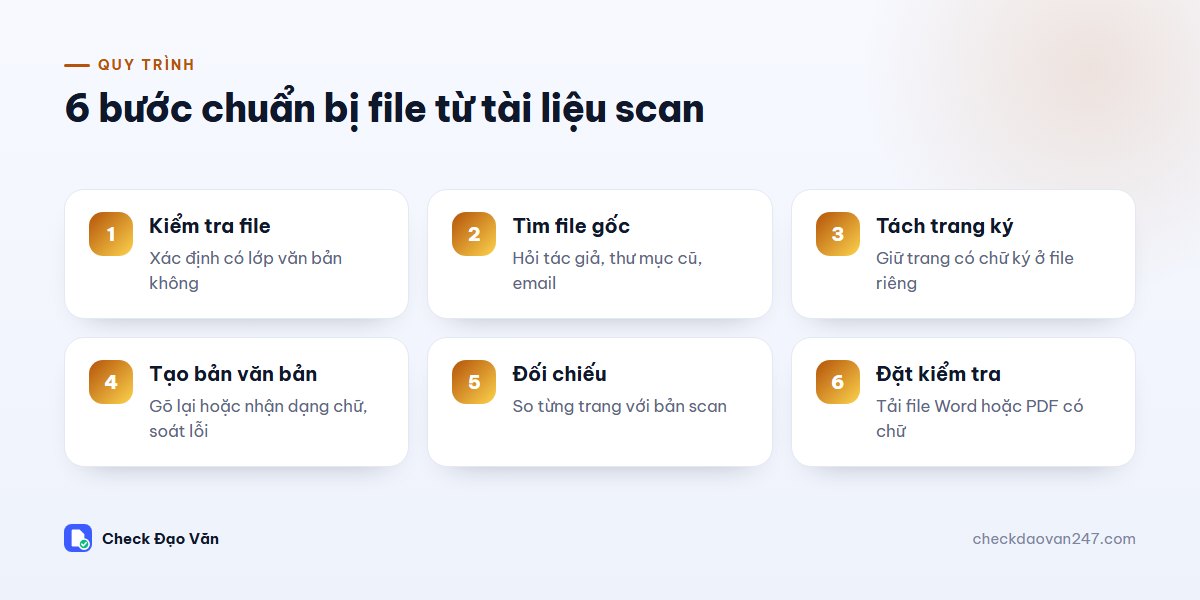 QUY TRÌNH
6 bước chuẩn bị file từ tài liệu scan
1
Kiểm tra file
Xác định có lớp văn bản
không
2
Tìm file gốc
Hỏi tác giả, thư mục cũ,
email
3
Tách trang ký
Giữ trang có chữ ký ở file
riêng
4
Tạo bản văn bản
Gõ lại hoặc nhận dạng chữ,
soát lỗi
5
Đối chiếu
So từng trang với bản scan
6
Đặt kiểm tra
Tải file Word hoặc PDF có
chữ
Check Đạo Văn
checkdaovan247.com